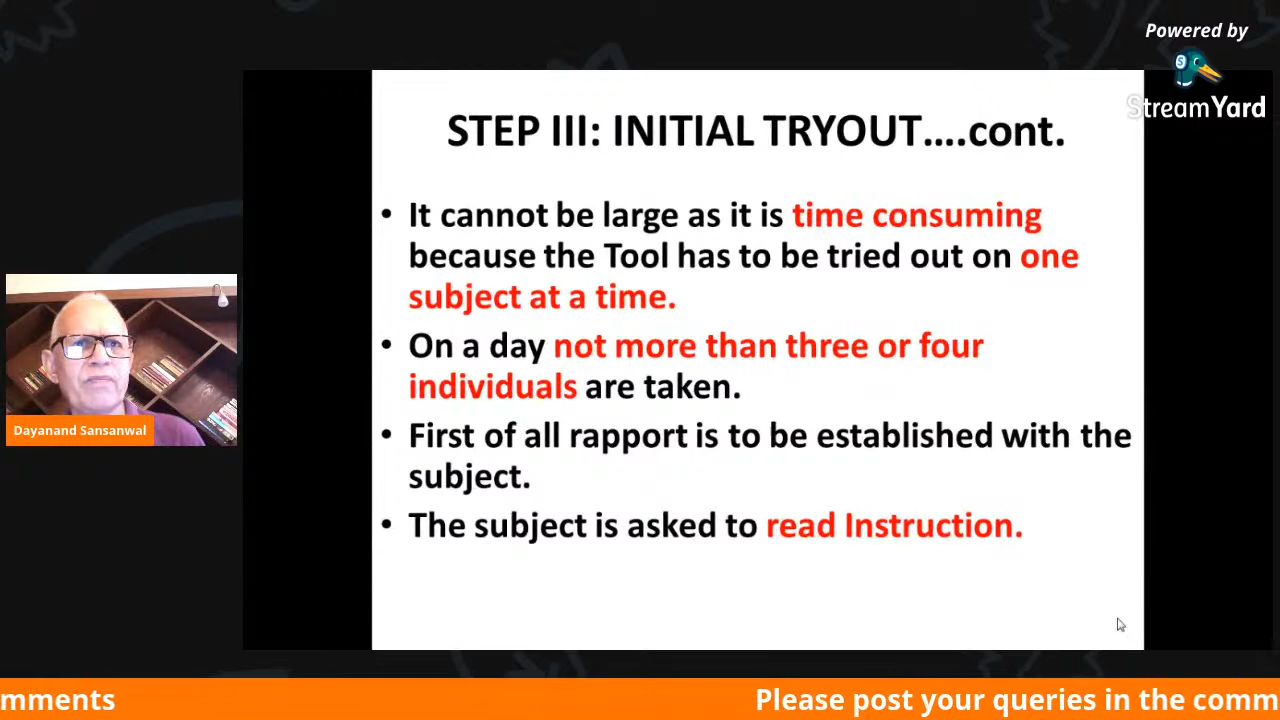 Powered by
StreamYard
STEP III: INITIAL TRYOUT....cont.
• It cannot be large as it is time consuming
because the Tool has to be tried out on one
subject at a time.
• On a day not more than three or four
individuals are taken.
• First of all rapport is to be established with the
subject.
• The subject is asked to read Instruction.
Dayanand Sansanwal
mments
Please post your queries in the comm